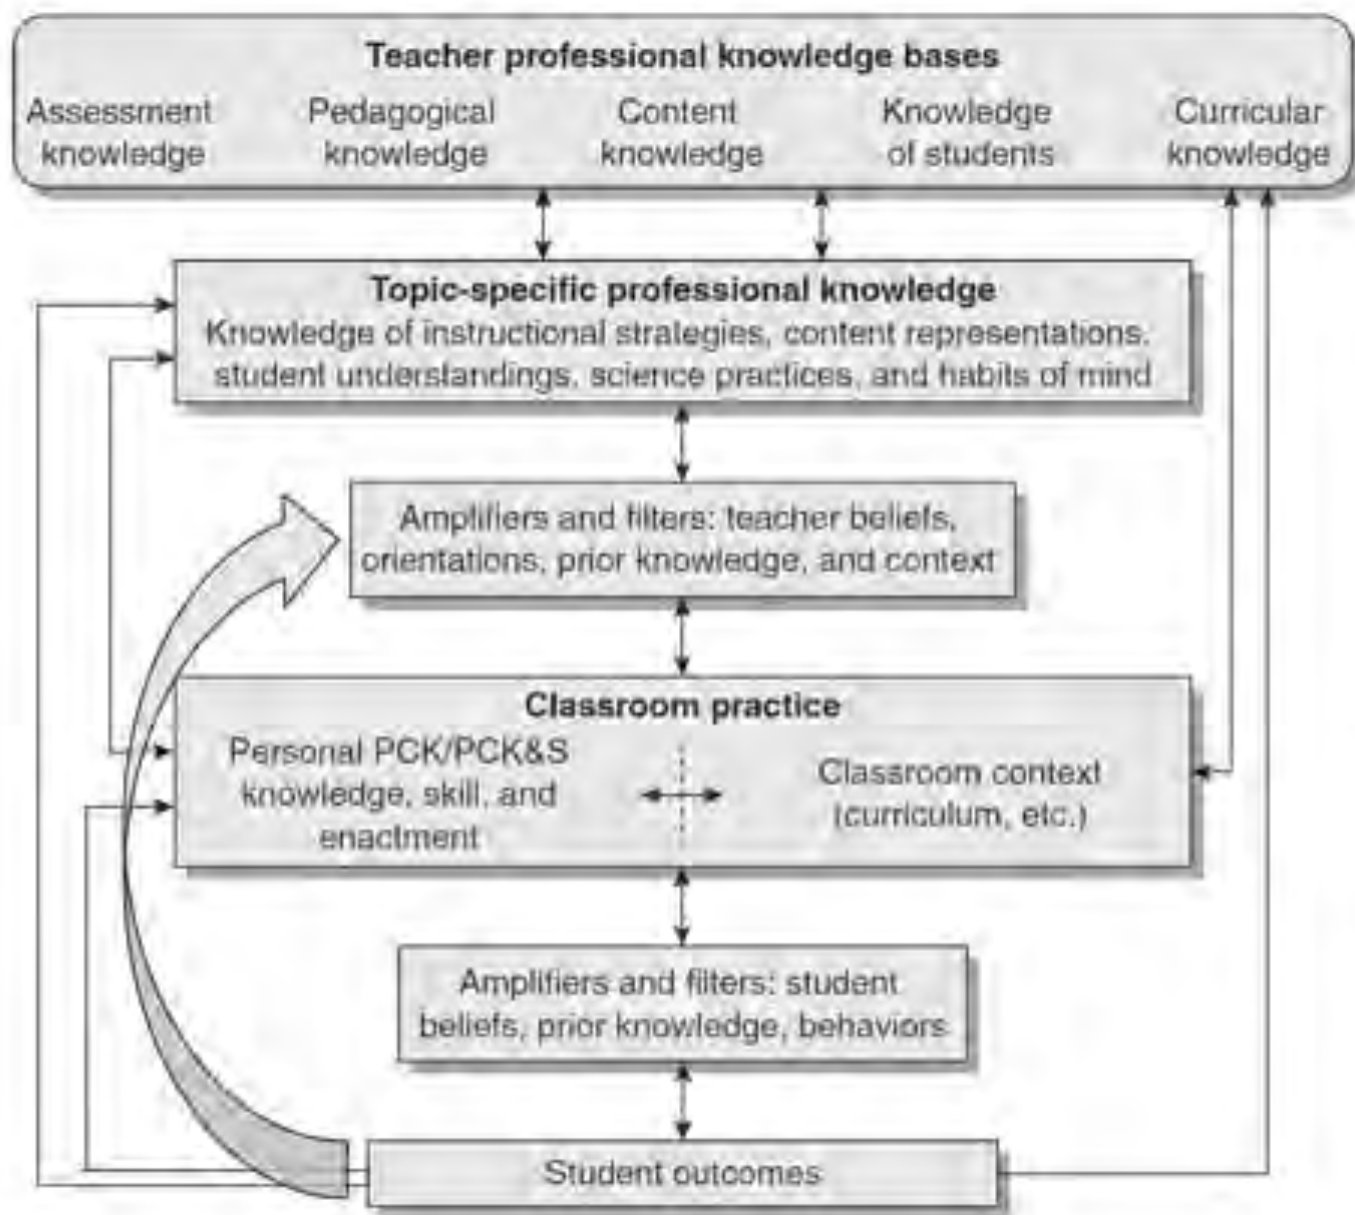 Teacher professional knowledge bases
Assessment knowledge
Pedagogical knowledge
Content knowledge
Knowledge of students
Curricular knowledge
Topic-specific professional knowledge
Knowledge of instructional strategies, content representations,
student understandings, science practices, and habits of mind
Amplifiers and filters: teacher beliefs,
orientations, prior knowledge, and context
Classroom practice
Personal PCK/PCK&S
knowledge, skill, and
enactment
Classroom context
(curriculum, etc.)
Amplifiers and filters: student
beliefs, prior knowledge, behaviors
Student outcomes